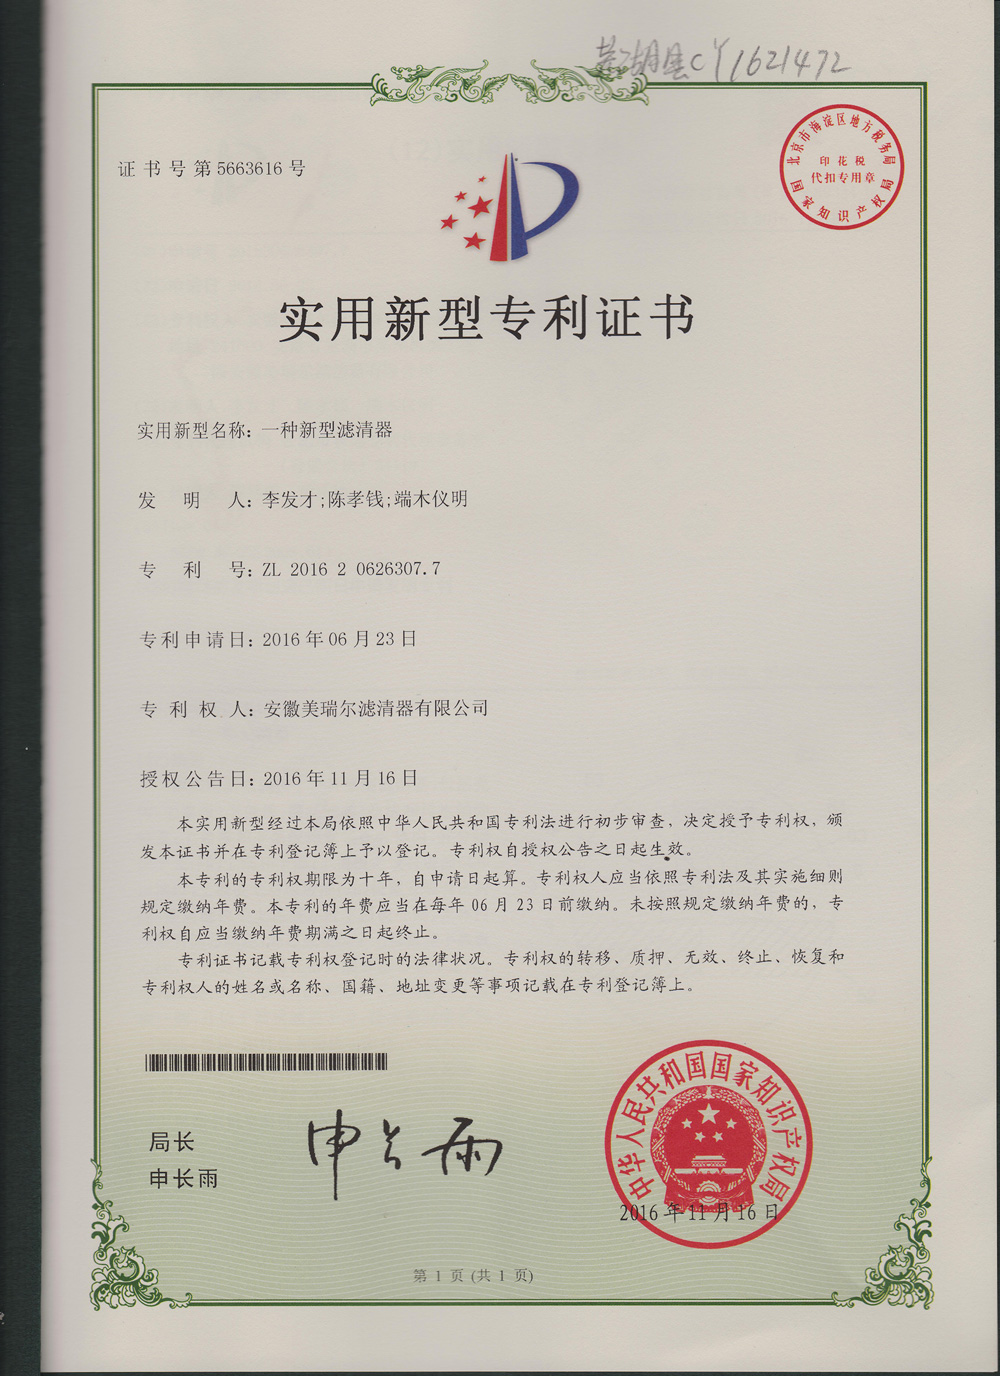 1621472
证书号第5663616号
北京市海淀区地方税务局
印花税
代扣专用章
国家知识产权局
实用新型专利证书
实用新型名称：一种新型滤清器
发明人：李发才;陈孝钱;端木仪明
专利号：ZL 2016 2 0626307.7
专利申请日：2016年06月23日
专利权人：安徽美瑞尔滤清器有限公司
授权公告日：2016年11月16日
本实用新型经过本局依照中华人民共和国专利法进行初步审查，决定授予专利权，颁
发本证书并在专利登记簿上予以登记。专利权自授权公告之日起生效。
本专利的专利权期限为十年，自申请日起算。专利权人应当依照专利法及其实施细则
规定缴纳年费。本专利的年费应当在每年06月23日前缴纳。未按照规定缴纳年费的，专
利权自应当缴纳年费期满之日起终止。
专利证书记载专利权登记时的法律状况。专利权的转移、质押、无效、终止、恢复和
专利权人的姓名或名称、国籍、地址变更等事项记载在专利登记簿上。
局长
申长雨
申长雨
中华人民共和国国家知识产权局
2016年11月16日
第 1 页 (共 1 页)